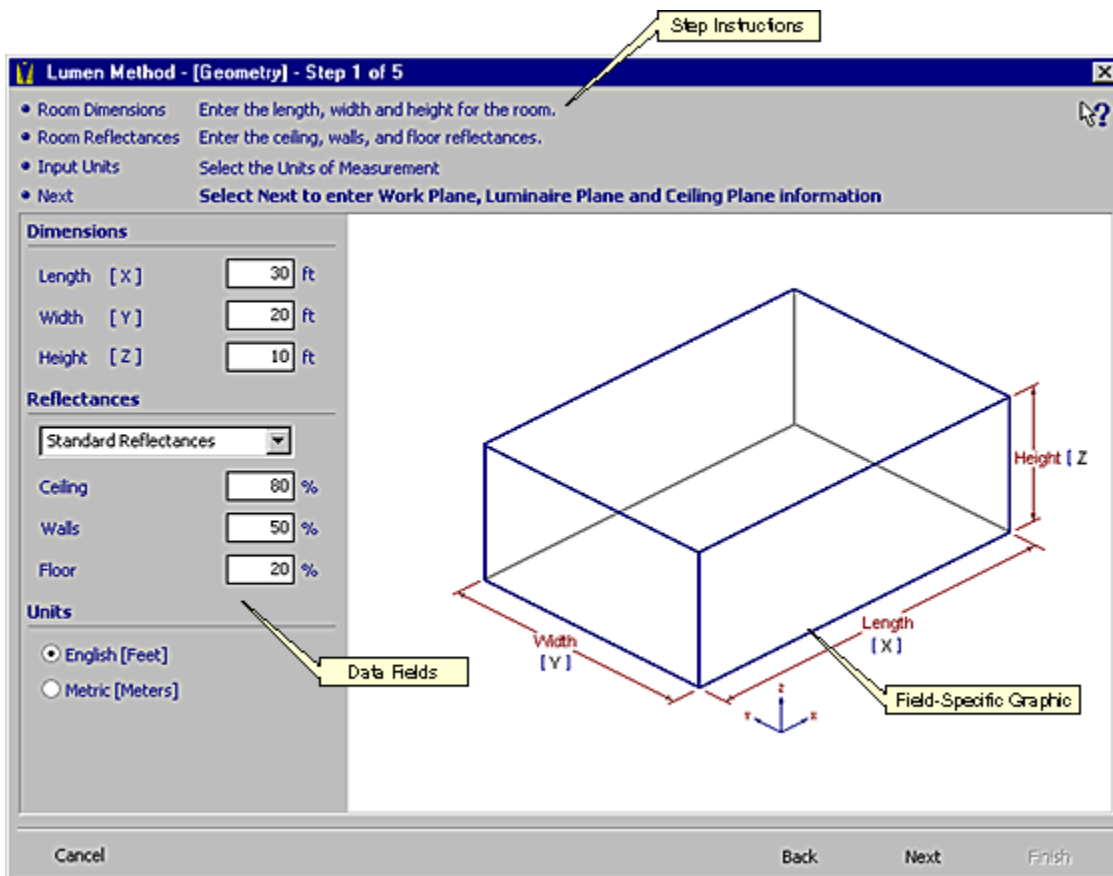 Step Instructions
Lumen Method - [Geometry] - Step 1 of 5
Room Dimensions Enter the length, width and height for the room.
Room Reflectances Enter the ceiling, walls, and floor reflectances.
Input Units Select the Units of Measurement
Next Select Next to enter Work Plane, Luminaire Plane and Ceiling Plane information
Dimensions
Length [ X ] 30 ft
Width [ Y ] 20 ft
Height [ Z ] 10 ft
Reflectances
Standard Reflectances
Ceiling 80 %
Walls 50 %
Floor 20 %
Units
English [Feet]
Metric [Meters]
Data Fields
Height [ Z
Width
[ Y ]
Length
[ X ]
Z
Y X
Field-Specific Graphic
Cancel Back Next Finish